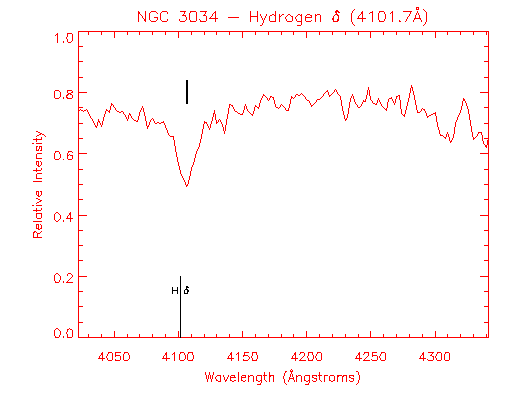 NGC 3034 – Hydrogen δ (4101.7Å)
1.0
0.8
0.6
0.4
0.2
0.0
Relative Intensity
H δ
4050 4100 4150 4200 4250 4300
Wavelength (Ångstroms)